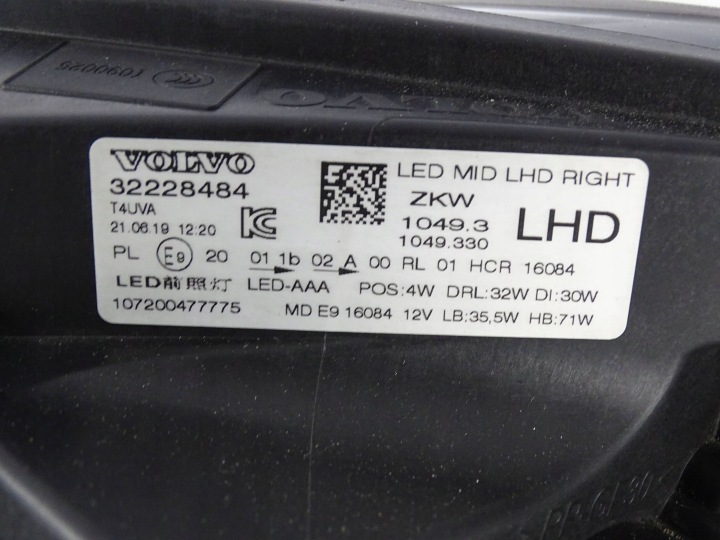 1090026
VOLVO
32228484
T4UVA
21.06.19 12:20
LED MID LHD RIGHT
ZKW
1049.3
1049.330
LHD
PL E9 20 01 1b 02 A 00 RL 01 HCR 16084
LED前照灯 LED-AAA POS:4W DRL:32W DI:30W
107200477775 MD E9 16084 12V LB:35,5W HB:71W